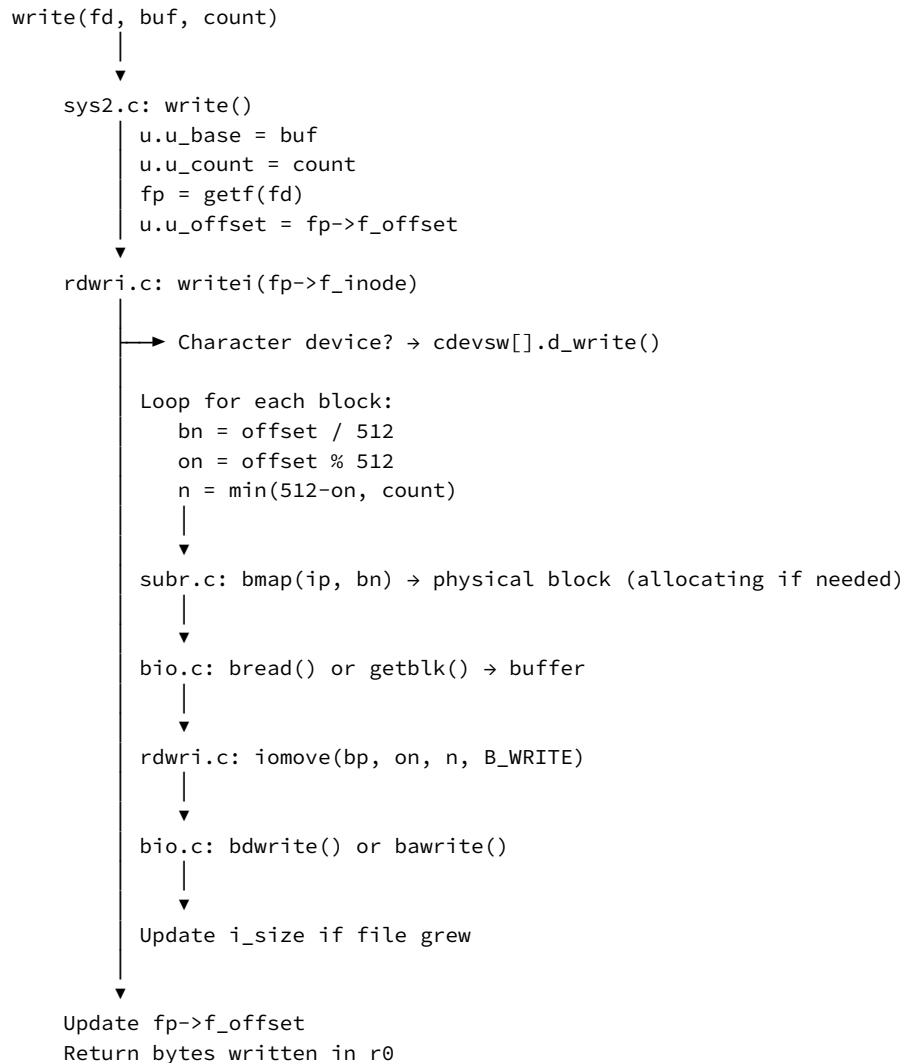 write(fd, buf, count)
sys2.c: write()
u.u_base = buf
u.u_count = count
fp = getf(fd)
u.u_offset = fp->f_offset
rdwri.c: writei(fp->f_inode)
Character device? → cdevsw[].d_write()
Loop for each block:
bn = offset / 512
on = offset % 512
n = min(512-on, count)
subr.c: bmap(ip, bn) → physical block (allocating if needed)
bio.c: bread() or getblk() → buffer
rdwri.c: iomove(bp, on, n, B_WRITE)
bio.c: bdwrite() or bawrite()
Update i_size if file grew
Update fp->f_offset
Return bytes written in r0